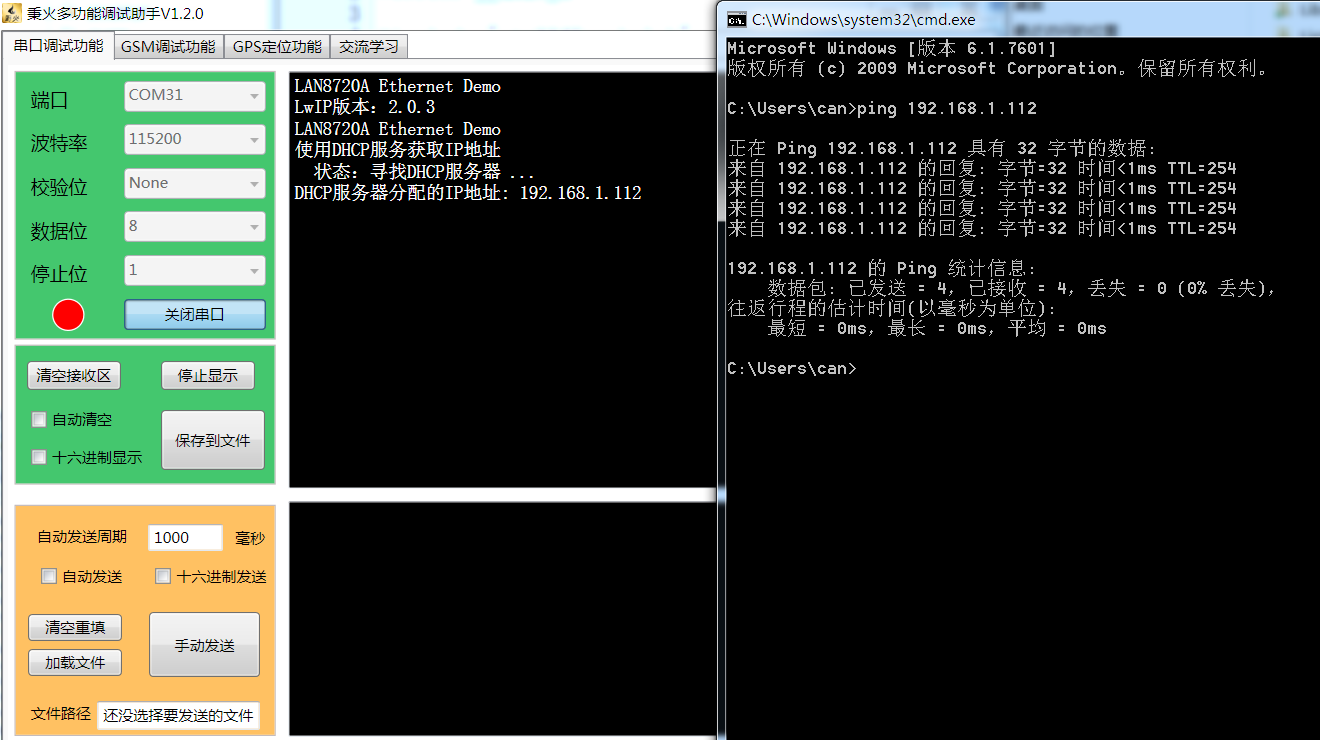 秉火多功能调试助手V1.2.0
串口调试功能 GSM调试功能 GPS定位功能 交流学习
端口 COM31
波特率 115200
校验位 None
数据位 8
停止位 1
关闭串口
清空接收区 停止显示
自动清空
保存到文件
十六进制显示
自动发送周期 1000 毫秒
自动发送 十六进制发送
清空重填
手动发送
加载文件
文件路径 还没选择要发送的文件
LAN8720A Ethernet Demo
LwIP版本：2.0.3
LAN8720A Ethernet Demo
使用DHCP服务获取IP地址
状态：寻找DHCP服务器 ...
DHCP服务器分配的IP地址: 192.168.1.112
C:\Windows\system32\cmd.exe
Microsoft Windows [版本 6.1.7601]
版权所有 (c) 2009 Microsoft Corporation。保留所有权利。
C:\Users\can>ping 192.168.1.112
正在 Ping 192.168.1.112 具有 32 字节的数据:
来自 192.168.1.112 的回复: 字节=32 时间<1ms TTL=254
来自 192.168.1.112 的回复: 字节=32 时间<1ms TTL=254
来自 192.168.1.112 的回复: 字节=32 时间<1ms TTL=254
来自 192.168.1.112 的回复: 字节=32 时间<1ms TTL=254
192.168.1.112 的 Ping 统计信息:
数据包: 已发送 = 4，已接收 = 4，丢失 = 0 (0% 丢失)，
往返行程的估计时间(以毫秒为单位):
最短 = 0ms，最长 = 0ms，平均 = 0ms
C:\Users\can>